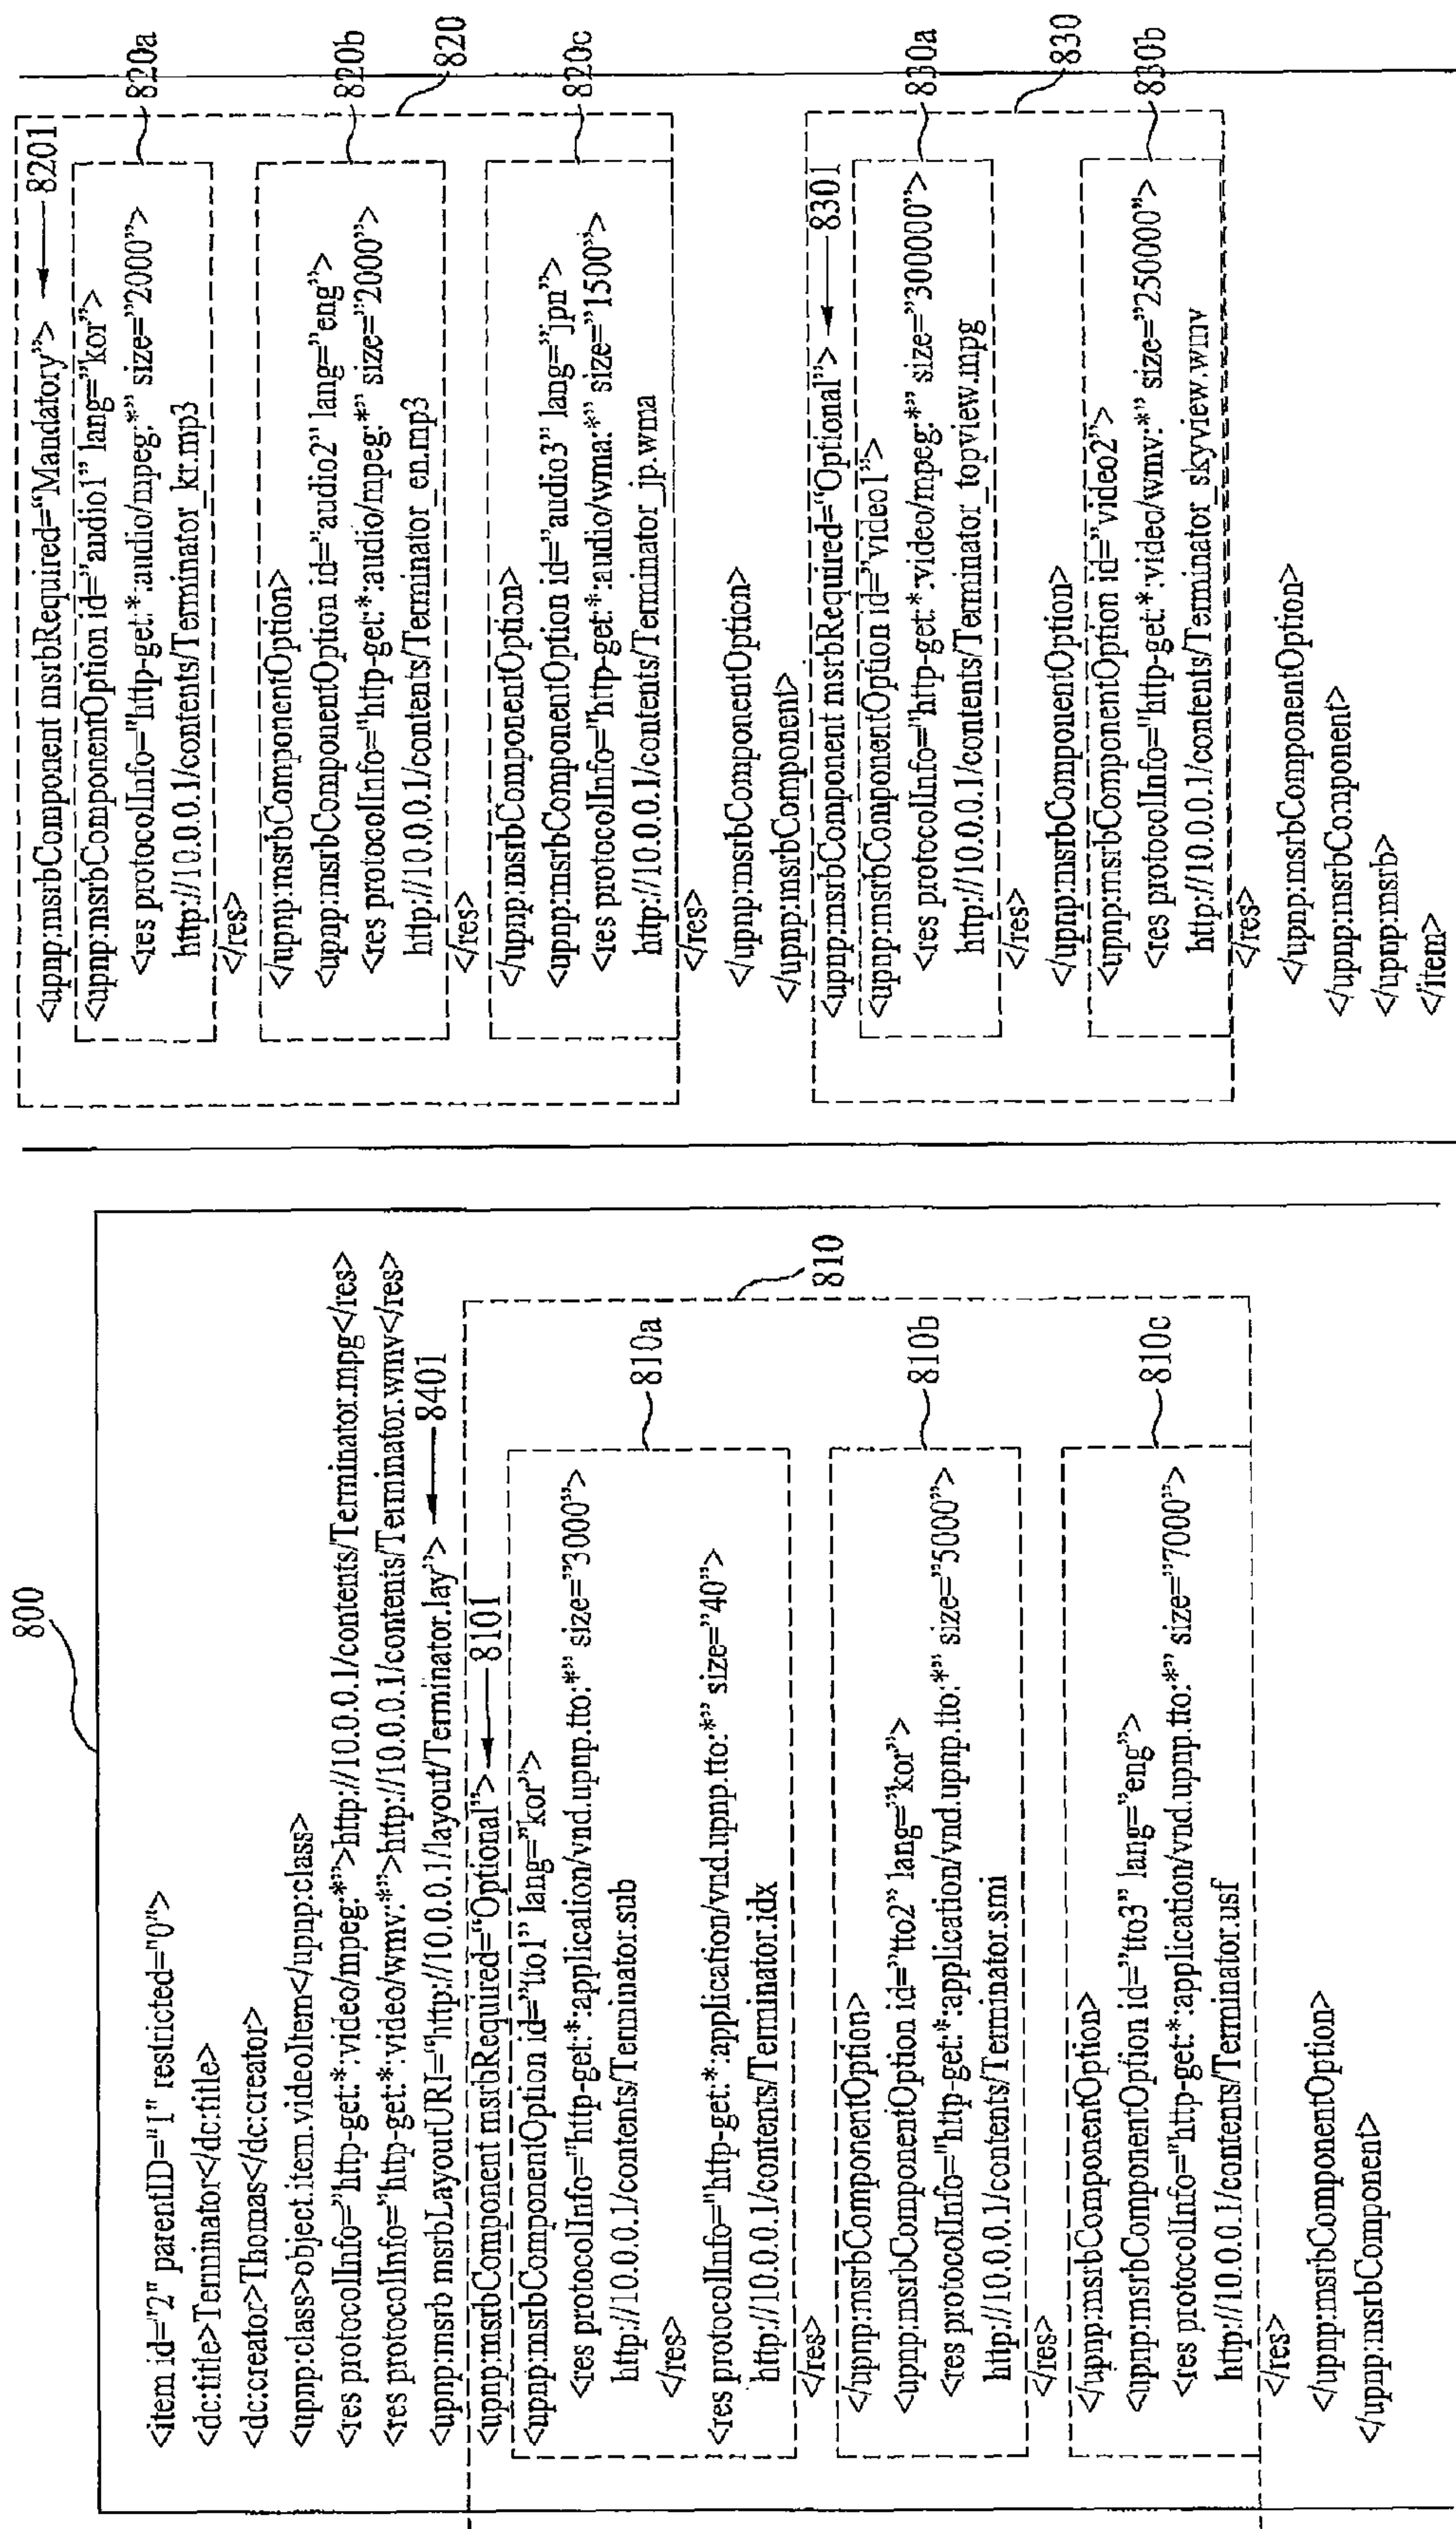 800
<item id="2" parentID="1" restricted="0">
<dc:title>Terminator</dc:title>
<dc:creator>Thomas</dc:creator>
<upnp:class>object.item.videoItem</upnp:class>
<res protocolInfo="http-get:*:video/mpeg:*”>http://10.0.0.1/contents/Terminator.mpg</res>
<res protocolInfo="http-get:*:video/wmv:*”>http://10.0.0.1/contents/Terminator.wmv</res>
<upnp:msrb msrbLayoutURI=“http://10.0.0.1/layout/Terminator.lay”> 8401
<upnp:msrbComponent msrbRequired=“Optional”> 8101
<upnp:msrbComponentOption id=”tto1” lang=”kor”>
<res protocolInfo="http-get:*:application/vnd.upnp.tto:*” size=”3000”>
http://10.0.0.1/contents/Terminator.sub
</res>
<res protocolInfo="http-get:*:application/vnd.upnp.tto:*” size=”40”>
http://10.0.0.1/contents/Terminator.idx
</res>
</upnp:msrbComponentOption>
<upnp:msrbComponentOption id=”tto2” lang=”kor”>
<res protocolInfo="http-get:*:application/vnd.upnp.tto:*” size=”5000”>
http://10.0.0.1/contents/Terminator.smi
</res>
</upnp:msrbComponentOption>
<upnp:msrbComponentOption id=”tto3” lang=”eng”>
<res protocolInfo="http-get:*:application/vnd.upnp.tto:*” size=”7000”>
http://10.0.0.1/contents/Terminator.usf
</res>
</upnp:msrbComponentOption>
</upnp:msrbComponent>
810a
810b
810c
810
<upnp:msrbComponent msrbRequired=“Mandatory”> 8201
<upnp:msrbComponentOption id=”audio1” lang=”kor”>
<res protocolInfo="http-get:*:audio/mpeg:*” size=”2000”>
http://10.0.0.1/contents/Terminator_kr.mp3
</res>
</upnp:msrbComponentOption>
<upnp:msrbComponentOption id=”audio2” lang=”eng”>
<res protocolInfo="http-get:*:audio/mpeg:*” size=”2000”>
http://10.0.0.1/contents/Terminator_en.mp3
</res>
</upnp:msrbComponentOption>
<upnp:msrbComponentOption id=”audio3” lang=”jpn”>
<res protocolInfo="http-get:*:audio/wma:*” size=”1500”>
http://10.0.0.1/contents/Terminator_jp.wma
</res>
</upnp:msrbComponentOption>
</upnp:msrbComponent>
<upnp:msrbComponent msrbRequired=“Optional”> 8301
<upnp:msrbComponentOption id=”video1”>
<res protocolInfo="http-get:*:video/mpeg:*” size=”300000”>
http://10.0.0.1/contents/Terminator_topview.mpg
</res>
</upnp:msrbComponentOption>
<upnp:msrbComponentOption id=”video2”>
<res protocolInfo="http-get:*:video/wmv:*” size=”250000”>
http://10.0.0.1/contents/Terminator_skyview.wmv
</res>
</upnp:msrbComponentOption>
</upnp:msrbComponent>
</upnp:msrb>
</item>
820a
820b
820
820c
830a
830
830b